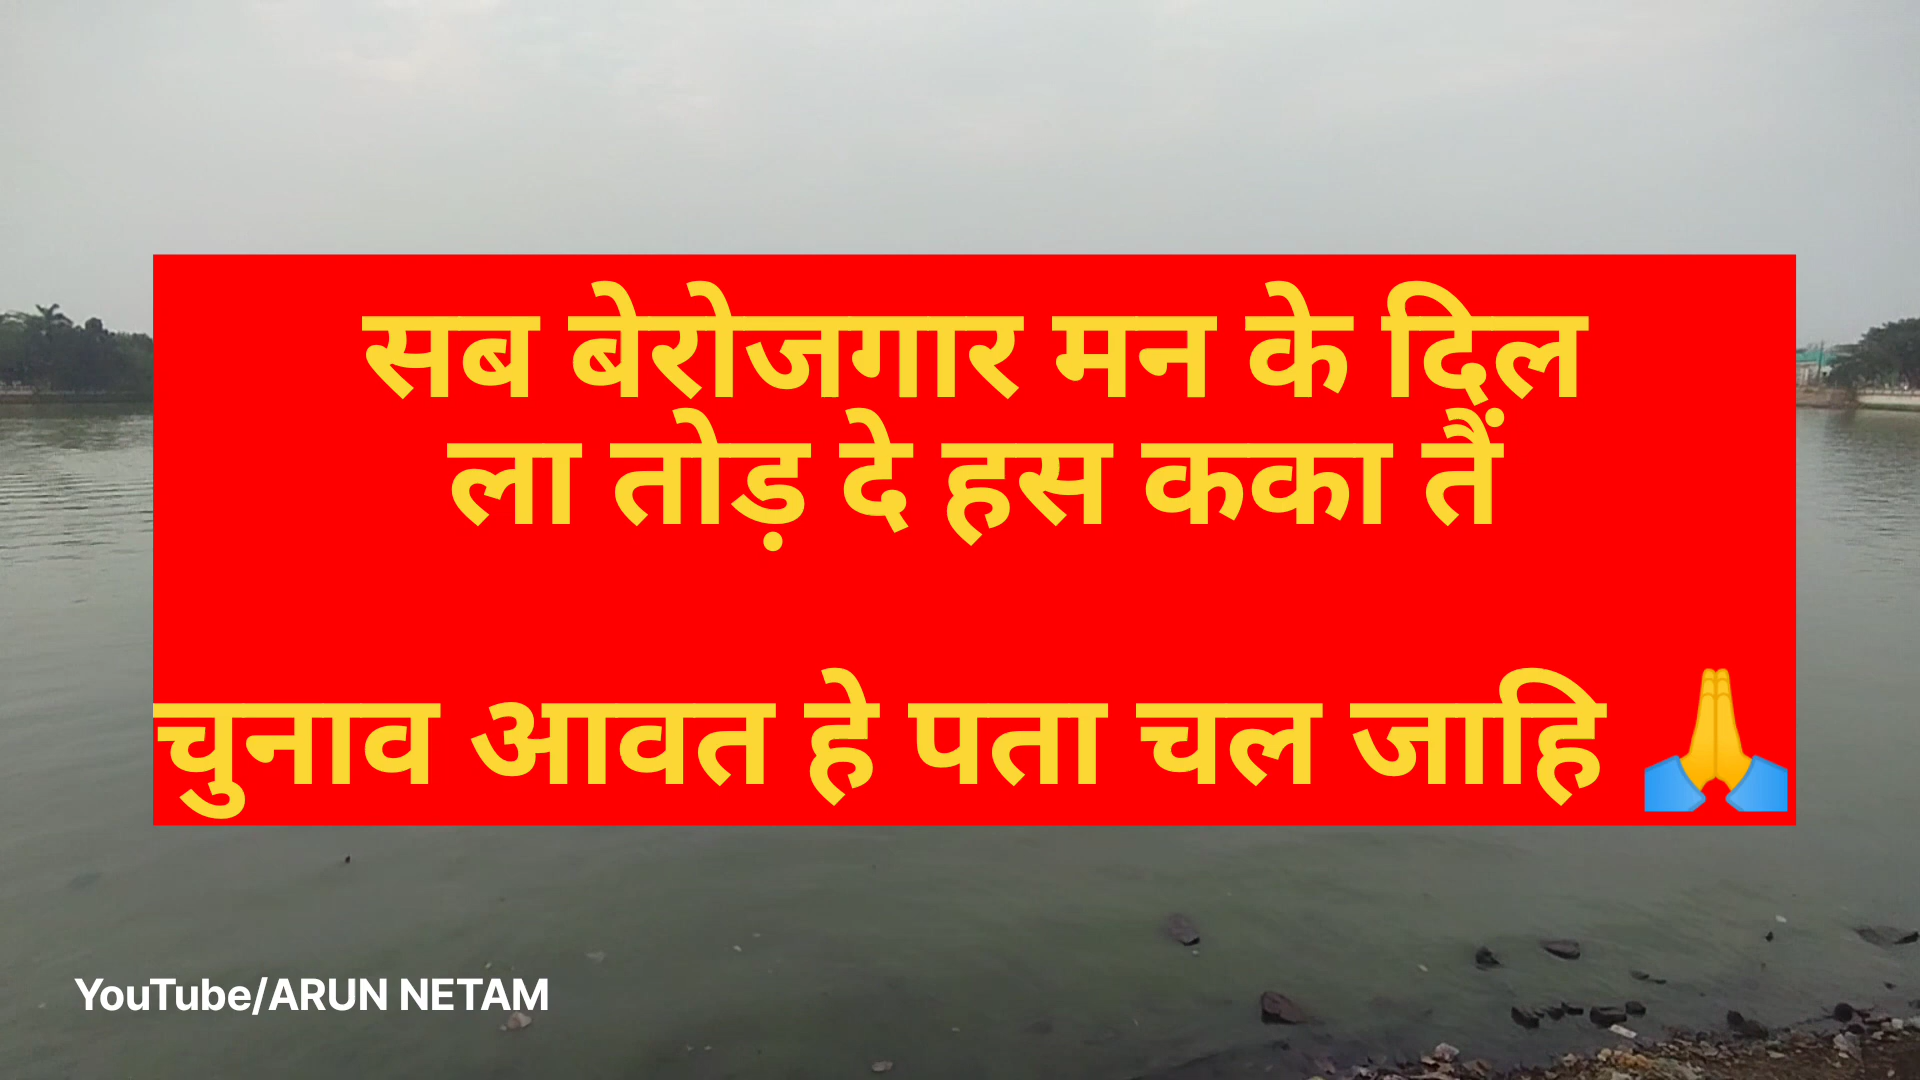 सब बेरोजगार मन के दिल
ला तोड़ दे हस कका तैं
चुनाव आवत हे पता चल जाहि 🙏
YouTube/ARUN NETAM